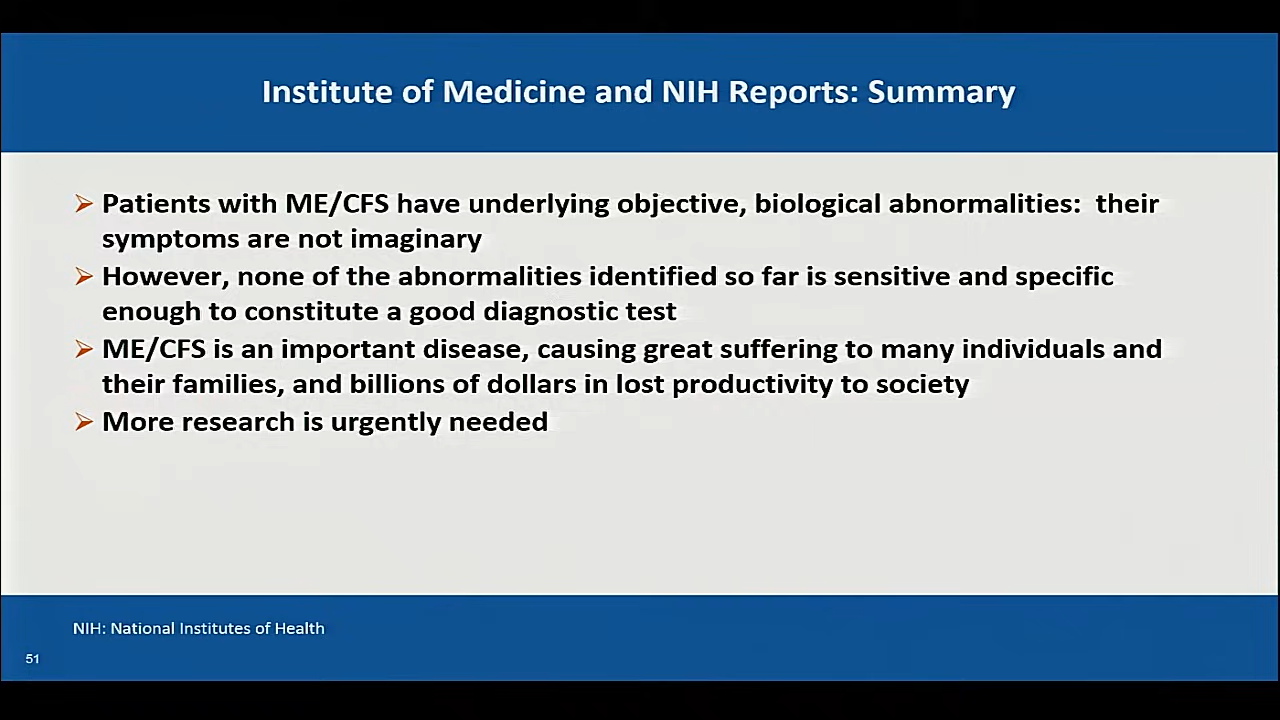 Institute of Medicine and NIH Reports: Summary
➢ Patients with ME/CFS have underlying objective, biological abnormalities:  their
symptoms are not imaginary
➢ However, none of the abnormalities identified so far is sensitive and specific
enough to constitute a good diagnostic test
➢ ME/CFS is an important disease, causing great suffering to many individuals and
their families, and billions of dollars in lost productivity to society
➢ More research is urgently needed
NIH: National Institutes of Health
51